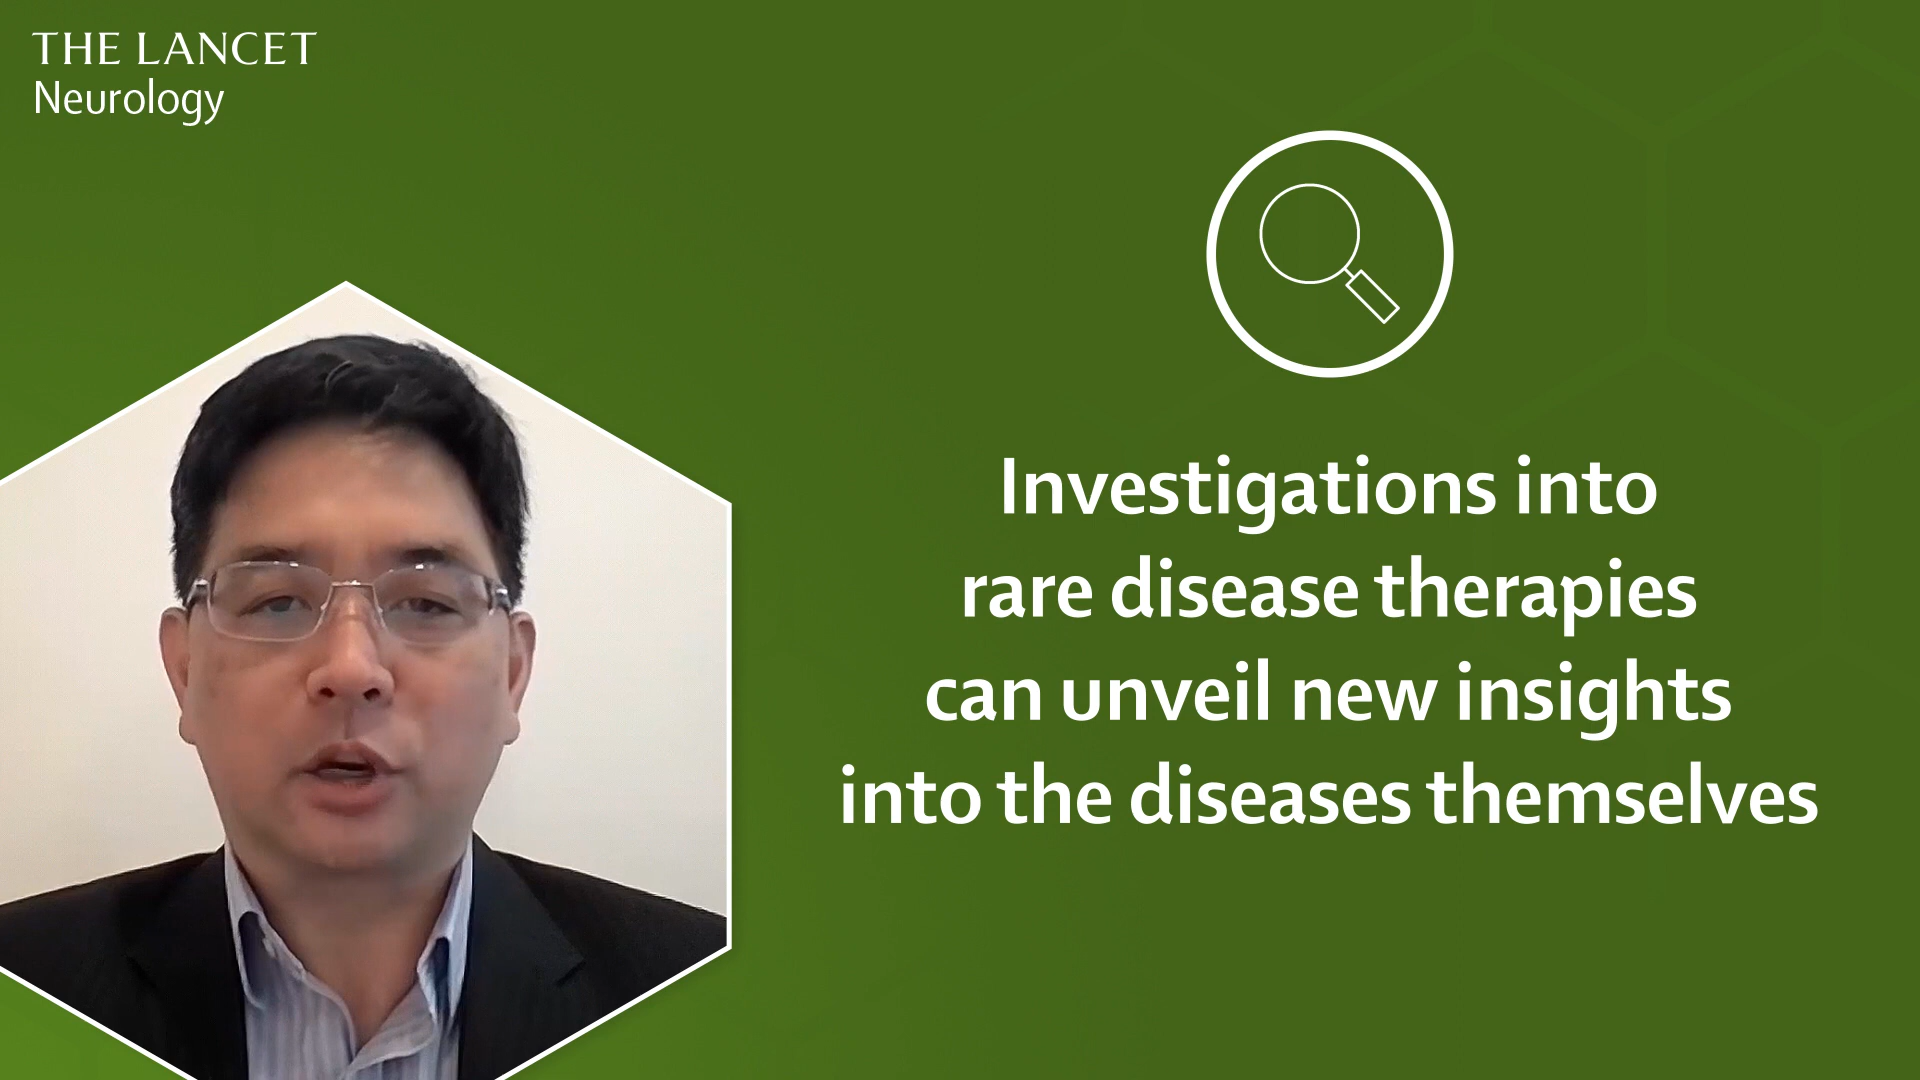 THE LANCET
Neurology
Investigations into
rare disease therapies
can unveil new insights
into the diseases themselves